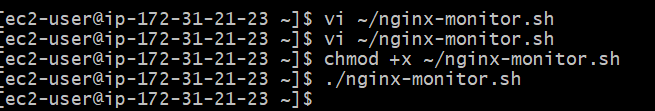 [ec2-user@ip-172-31-21-23 ~]$ vi ~/nginx-monitor.sh
[ec2-user@ip-172-31-21-23 ~]$ vi ~/nginx-monitor.sh
[ec2-user@ip-172-31-21-23 ~]$ chmod +x ~/nginx-monitor.sh
[ec2-user@ip-172-31-21-23 ~]$ ./nginx-monitor.sh
[ec2-user@ip-172-31-21-23 ~]$